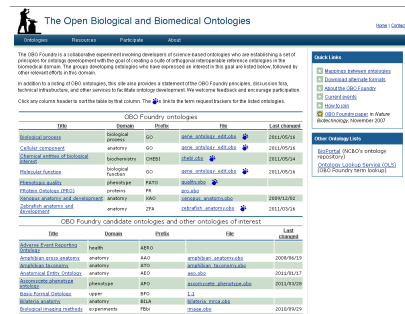 The Open Biological and Biomedical Ontologies
Home | Contact
Ontologies Resources Participate About
The OBO Foundry is a collaborative experiment involving developers of science-based ontologies who are establishing a set of
principles for ontology development with the goal of creating a suite of orthogonal interoperable reference ontologies in the
biomedical domain. The groups developing ontologies who have expressed an interest in this goal are listed below, followed by
other relevant efforts in this domain.
In addition to a listing of OBO ontologies, this site also provides a statement of the OBO Foundry principles, discussion fora,
technical infrastructure, and other services to facilitate ontology development. We welcome feedback and encourage participation.
Click any column header to sort the table by that column. The link to the term request trackers for the listed ontologies.
OBO Foundry ontologies
Title Domain Prefix File Last changed
Biological process biological process GO gene_ontology_edit.obo 2011/05/16
Cellular component anatomy GO gene_ontology_edit.obo 2011/05/16
Chemical entities of biological interest biochemistry CHEBI chebi.obo 2011/05/14
Molecular function biological function GO gene_ontology_edit.obo 2011/05/16
Phenotypic quality phenotype PATO quality.obo
PRotein Ontology (PRO) proteins PR pro.obo
Xenopus anatomy and development anatomy XAO xenopus_anatomy.obo 2009/12/02
Zebrafish anatomy and development anatomy ZFA zebrafish_anatomy.obo 2011/03/16
OBO Foundry candidate ontologies and other ontologies of interest
Title Domain Prefix File Last changed
Adverse Event Reporting Ontology health AERO
Amphibian gross anatomy anatomy AAO amphibian_anatomy.obo 2008/06/19
Amphibian taxonomy anatomy ATO amphibian_taxonomy.obo
Anatomical Entity Ontology anatomy AEO aeo.obo 2011/01/17
Ascomycete phenotype ontology phenotype APO ascomycete_phenotype.obo 2011/03/28
Basic Formal Ontology upper BFO 1.1
Bilateria anatomy anatomy BILA bilateria_mrca.obo
Biological imaging methods experiments FBbi image.obo 2010/09/29
Quick Links
Mappings between ontologies
Download alternate formats
About the OBO Foundry
Current events
How to join
OBO Foundry paper in Nature
Biotechnology, November 2007
Other Ontology Lists
BioPortal (NCBO's ontology
repository)
Ontology Lookup Service (OLS)
(OBO Foundry term lookup)